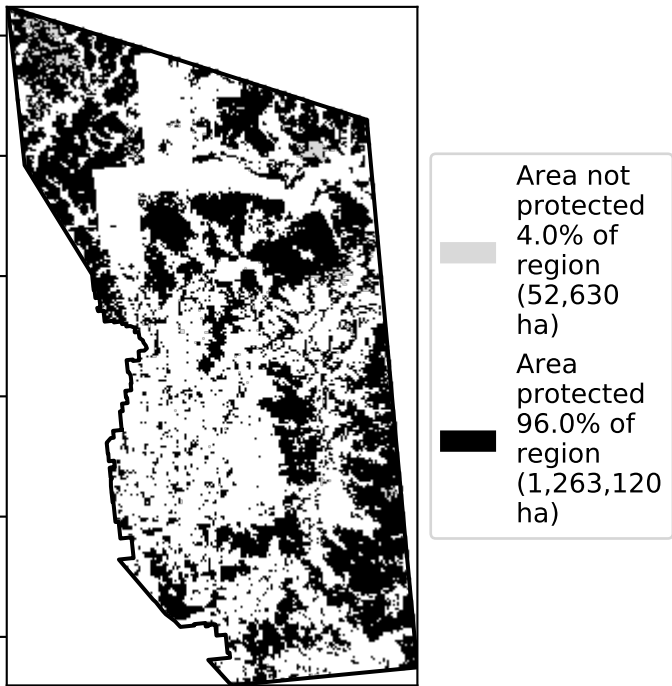 Area not
protected
4.0% of
region
(52,630
ha)
Area
protected
96.0% of
region
(1,263,120
ha)